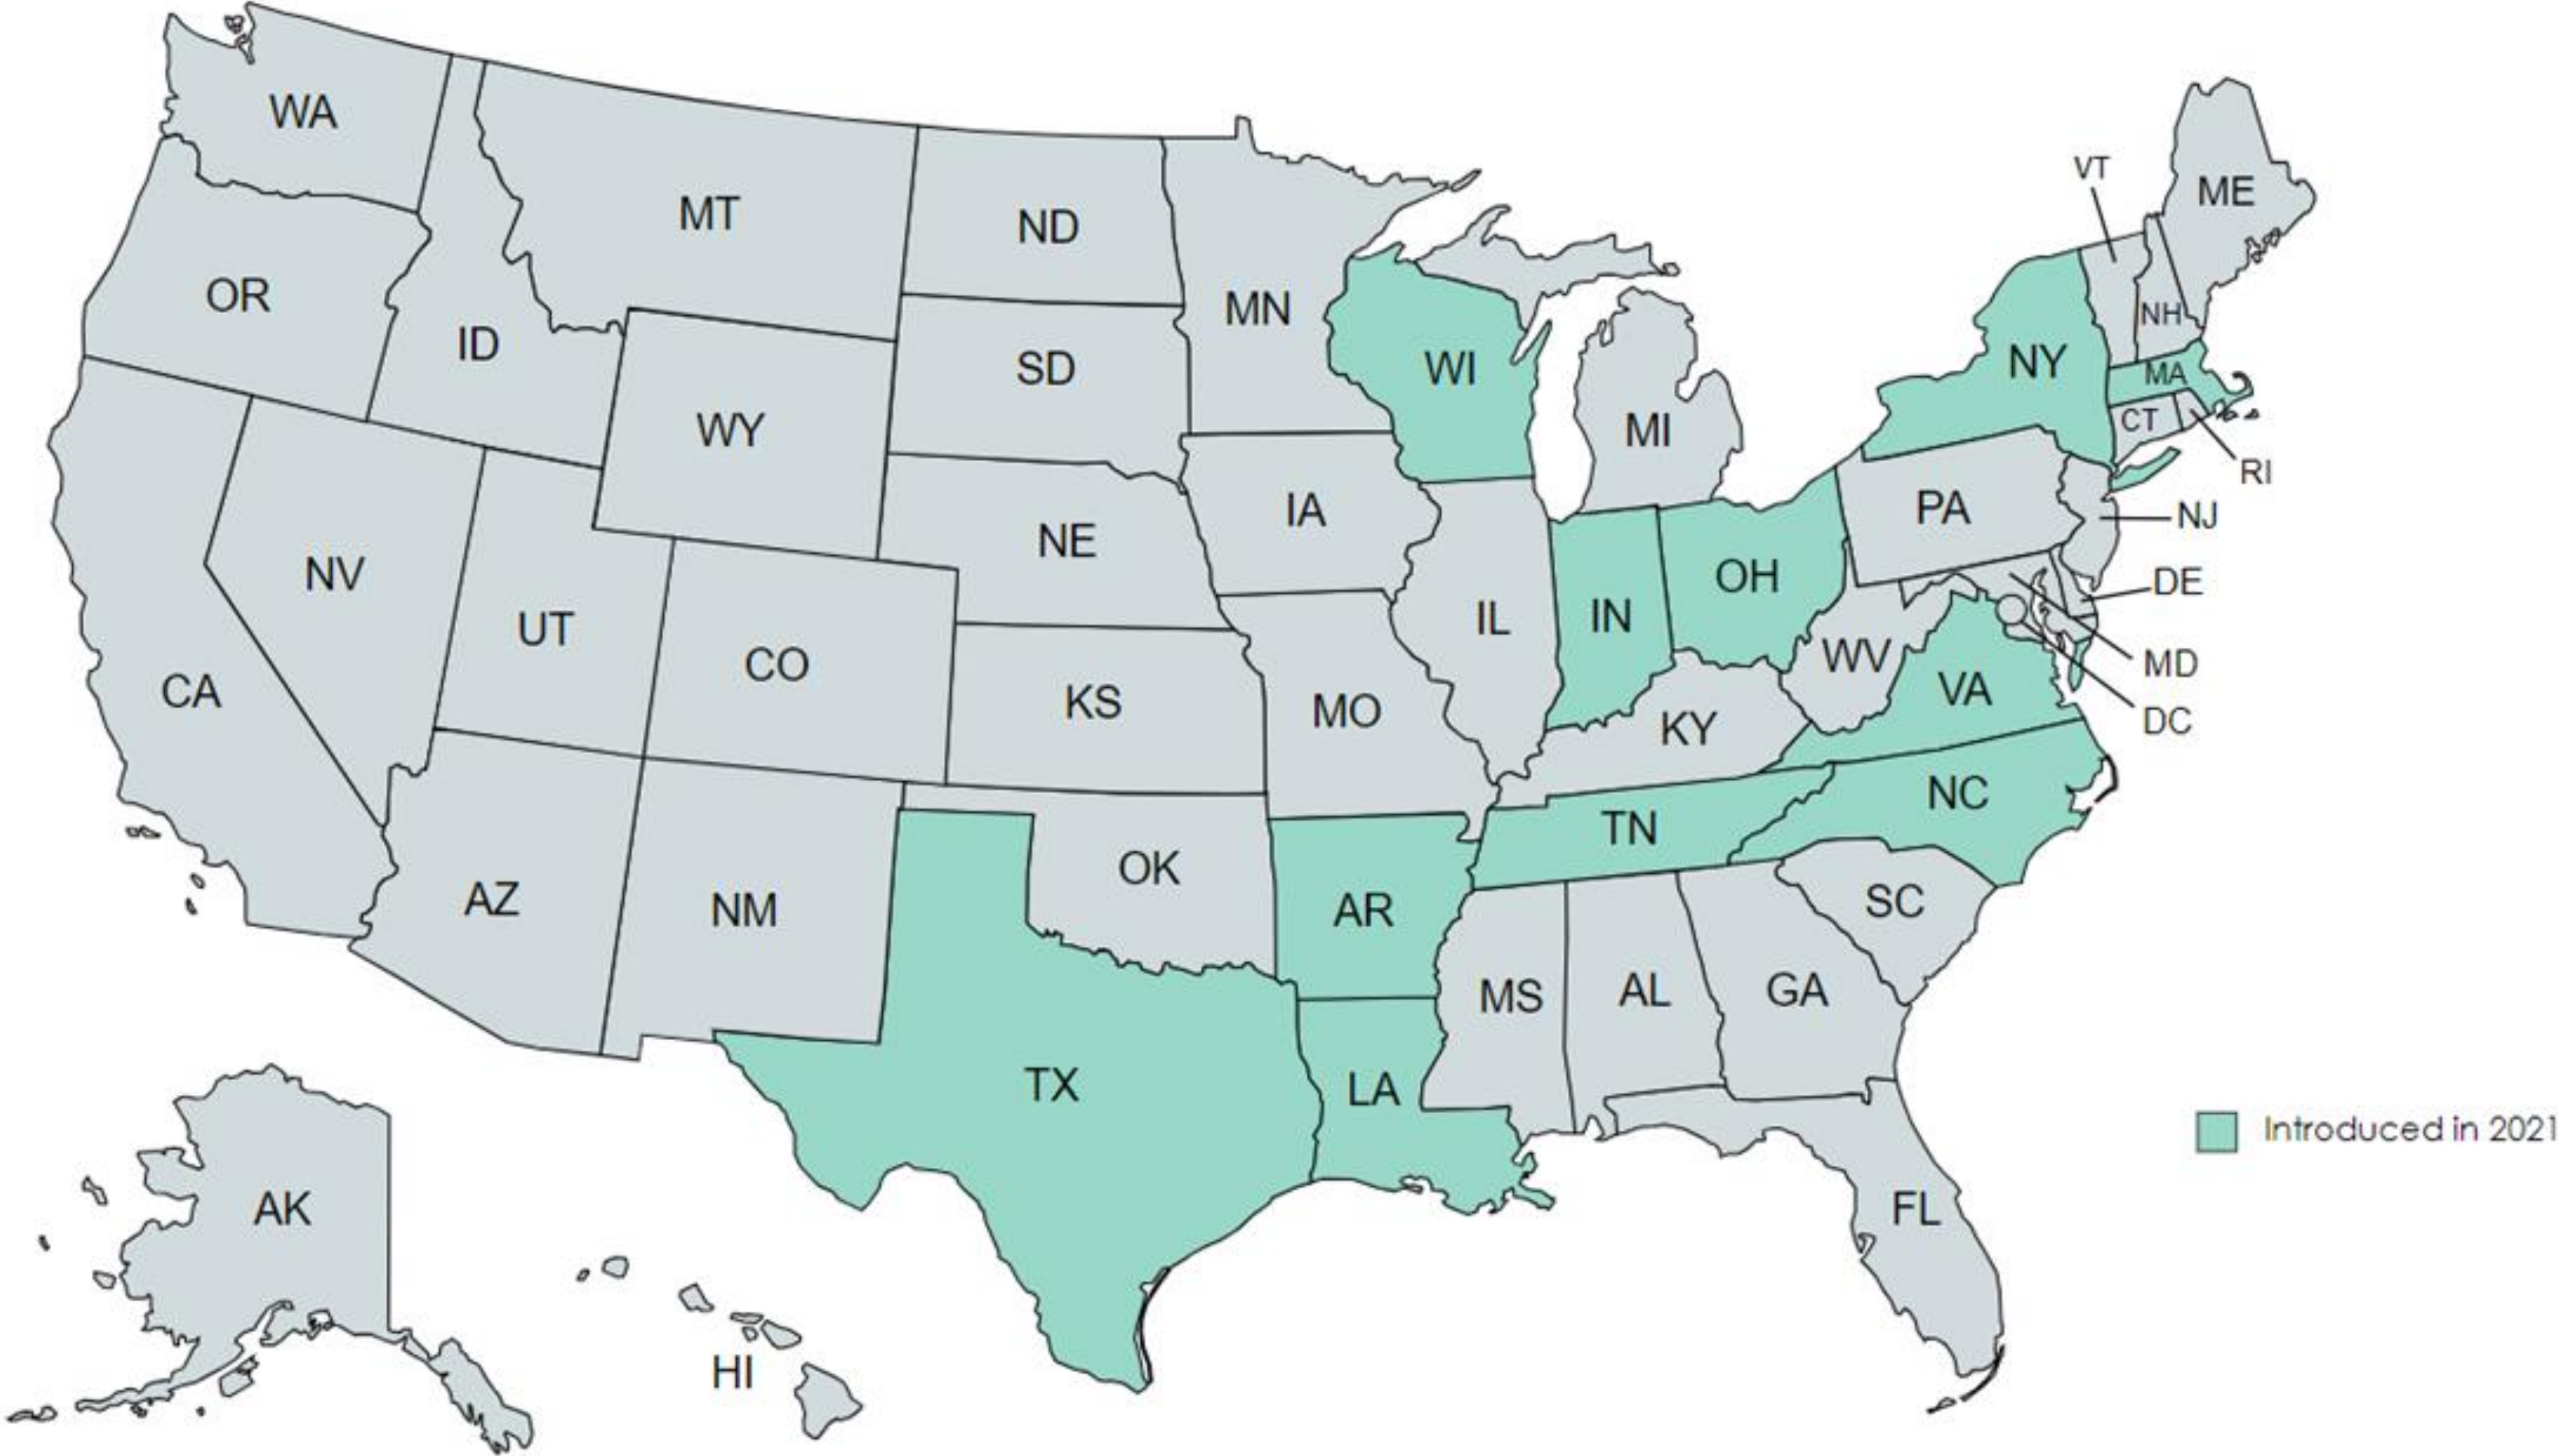 WA
MT
ND
MN
VT
ME
OR
ID
SD
WI
NH
NY
MA
WY
MI
CT
RI
NE
IA
PA
NJ
NV
UT
CO
IL
IN
OH
DE
CA
KS
MO
KY
WV
VA
MD
DC
AZ
NM
OK
AR
TN
NC
SC
TX
LA
MS
AL
GA
Introduced in 2021
AK
FL
HI